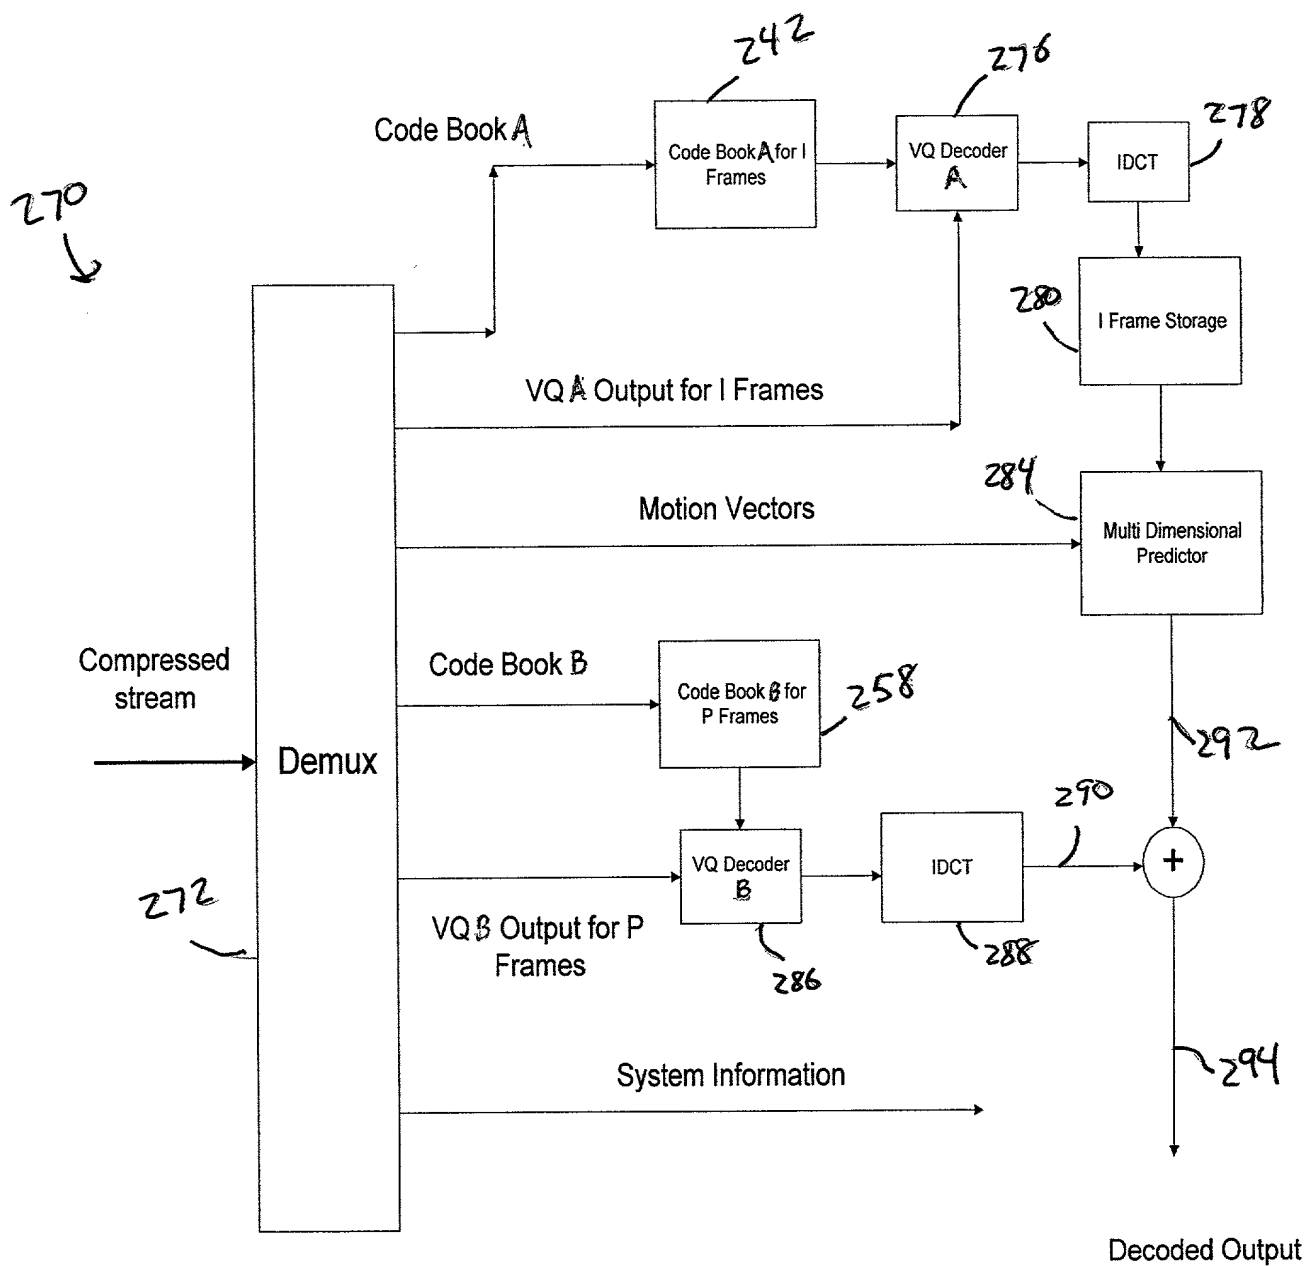 242
276
278
Code Book A
Code Book A for I
Frames
VQ Decoder
A
IDCT
270
280
I Frame Storage
VQ A Output for I Frames
284
Motion Vectors
Multi Dimensional
Predictor
Compressed
stream
Code Book B
Code Book B for
P Frames
258
292
Demux
290
+
272
VQ Decoder
B
IDCT
VQ B Output for P
Frames
286
288
System Information
294
Decoded Output